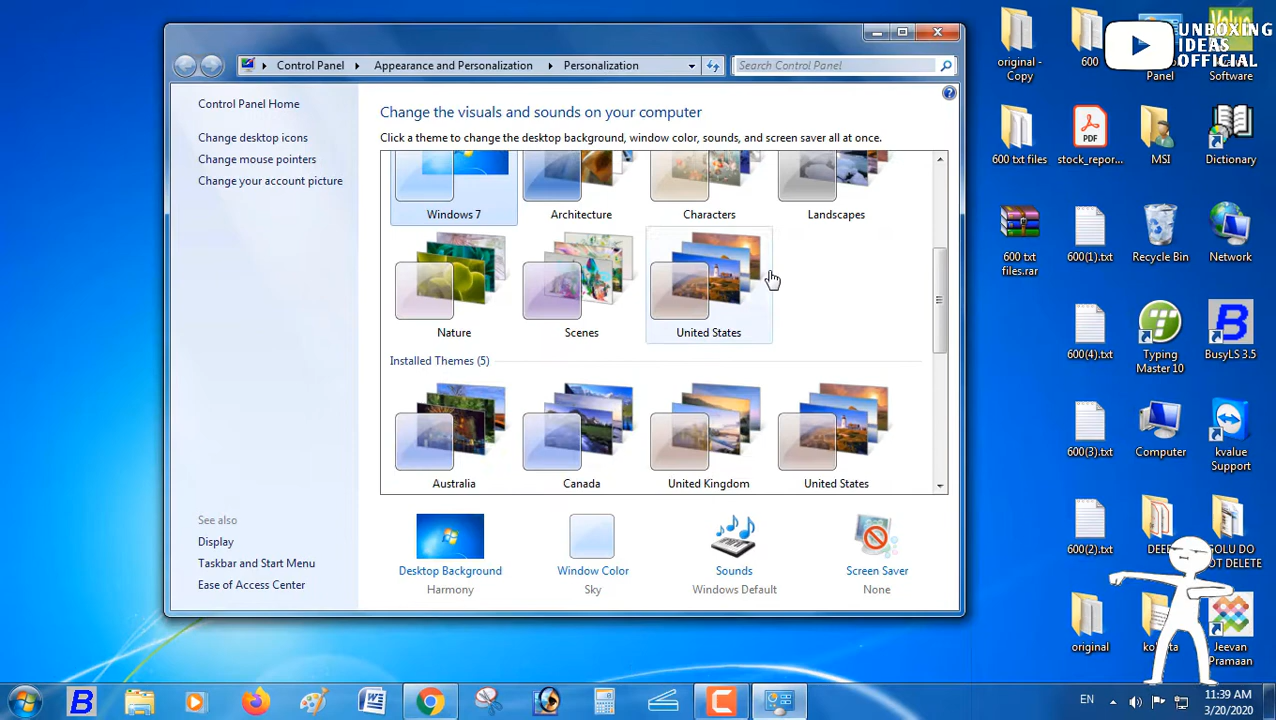 UNBOXING
IDEAS
OFFICIAL
Control Panel
Appearance and Personalization
Personalization
Search Control Panel
Control Panel Home
Change desktop icons
Change mouse pointers
Change your account picture
See also
Display
Taskbar and Start Menu
Ease of Access Center
Change the visuals and sounds on your computer
Click a theme to change the desktop background, window color, sounds, and screen saver all at once.
Windows 7
Architecture
Characters
Landscapes
Nature
Scenes
United States
Installed Themes (5)
Australia
Canada
United Kingdom
United States
Desktop Background
Harmony
Window Color
Sky
Sounds
Windows Default
Screen Saver
None
original -
Copy
600
Panel
Value
Software
600 txt files
PDF
stock_repor...
MSI
Dictionary
600 txt
files.rar
600(1).txt
Recycle Bin
Network
600(4).txt
Typing
Master 10
BusyLS 3.5
600(3).txt
Computer
kvalue
Support
600(2).txt
SOLU DO
OT DELETE
original
Jeevan
Pramaan
EN
11:39 AM
3/20/2020